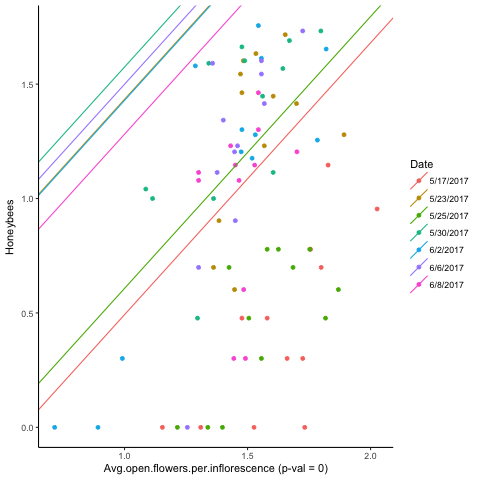 Honeybees
1.5
1.0
0.5
0.0
1.0 1.5 2.0
Avg.open.flowers.per.inflorescence (p-val = 0)
Date
5/17/2017
5/23/2017
5/25/2017
5/30/2017
6/2/2017
6/6/2017
6/8/2017